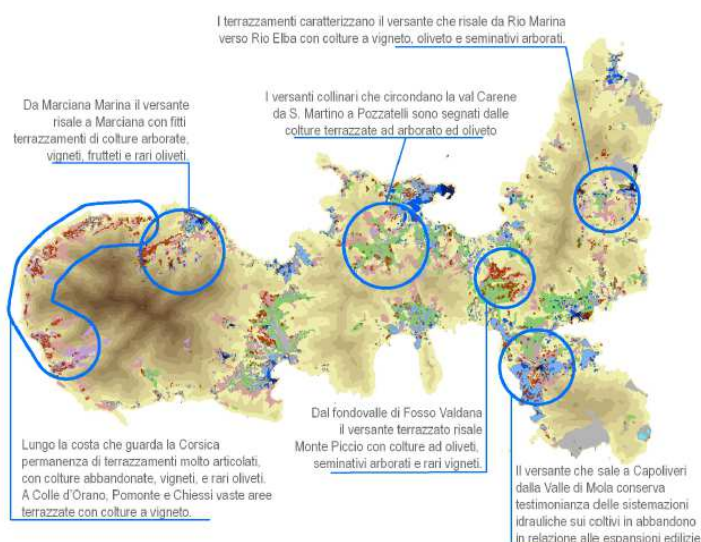 I terrazzamenti caratterizzano il versante che risale da Rio Marina
verso Rio Elba con colture a vigneto, oliveto e seminativi arborati.
Da Marciana Marina il versante
risale a Marciana con fitti
terrazzamenti di colture arborate,
vigneti, frutteti e rari oliveti.
I versanti collinari che circondano la val Carene
da S. Martino a Pozzatelli sono segnati dalle
colture terrazzate ad arborato ed oliveto
Lungo la costa che guarda la Corsica
permanenza di terrazzamenti molto articolati,
con colture abbandonate, vigneti, e rari oliveti.
A Colle d'Orano, Pomonte e Chiessi vaste aree
terrazzate con colture a vigneto.
Dal fondovalle di Fosso Valdana
il versante terrazzato risale
Monte Piccio con colture ad oliveti,
seminativi arborati e rari vigneti.
Il versante che sale a Capoliveri
dalla Valle di Mola conserva
testimonianza delle sistemazioni
idrauliche sui coltivi in abbandono
in relazione alle espansioni edilizie